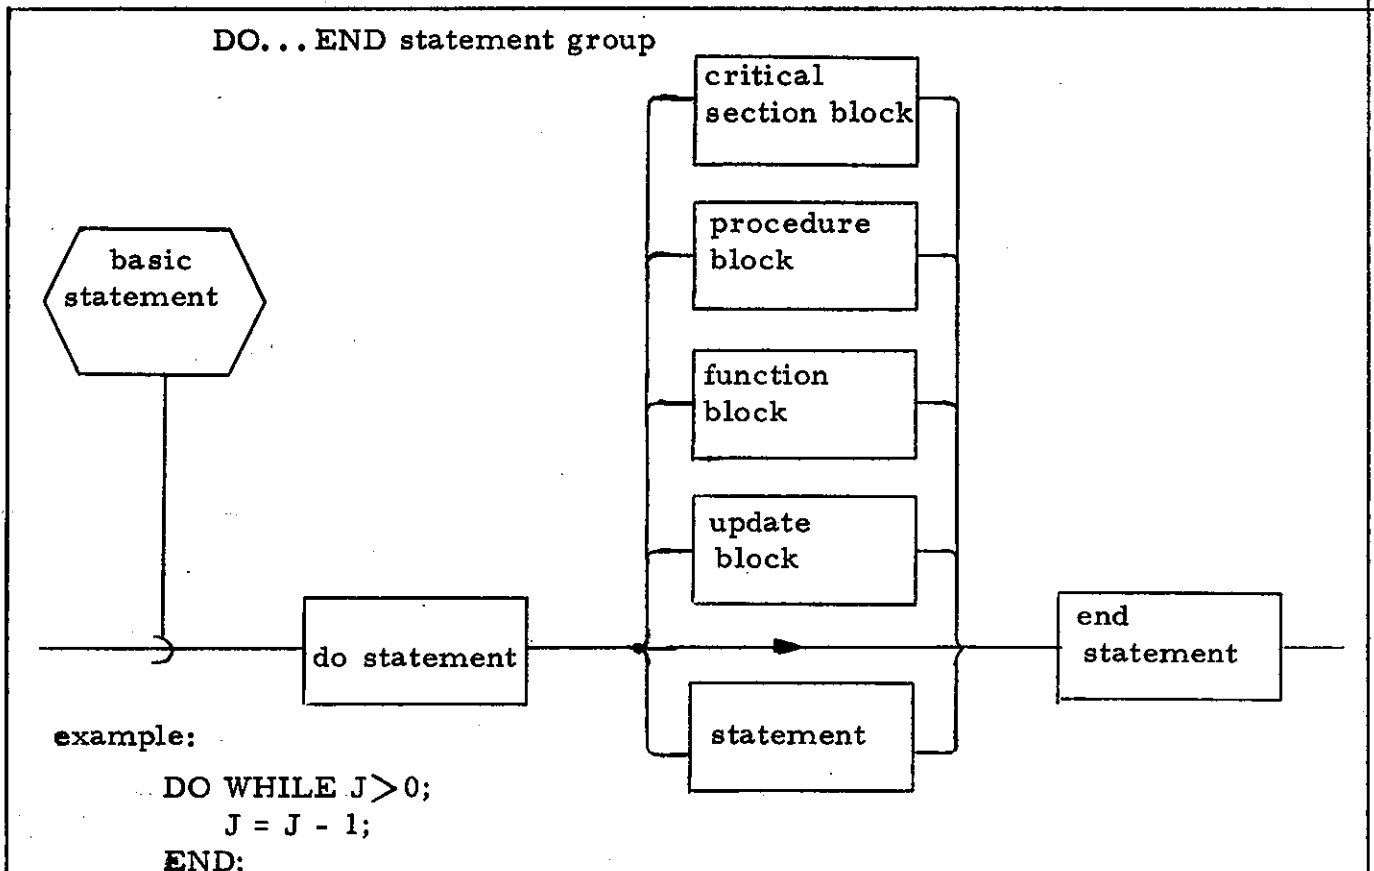 DO...END statement group
critical
section block
procedure
block
basic
statement
function
block
update
block
do statement
end
statement
statement
example:
DO WHILE J>0;
J = J - 1;
END;